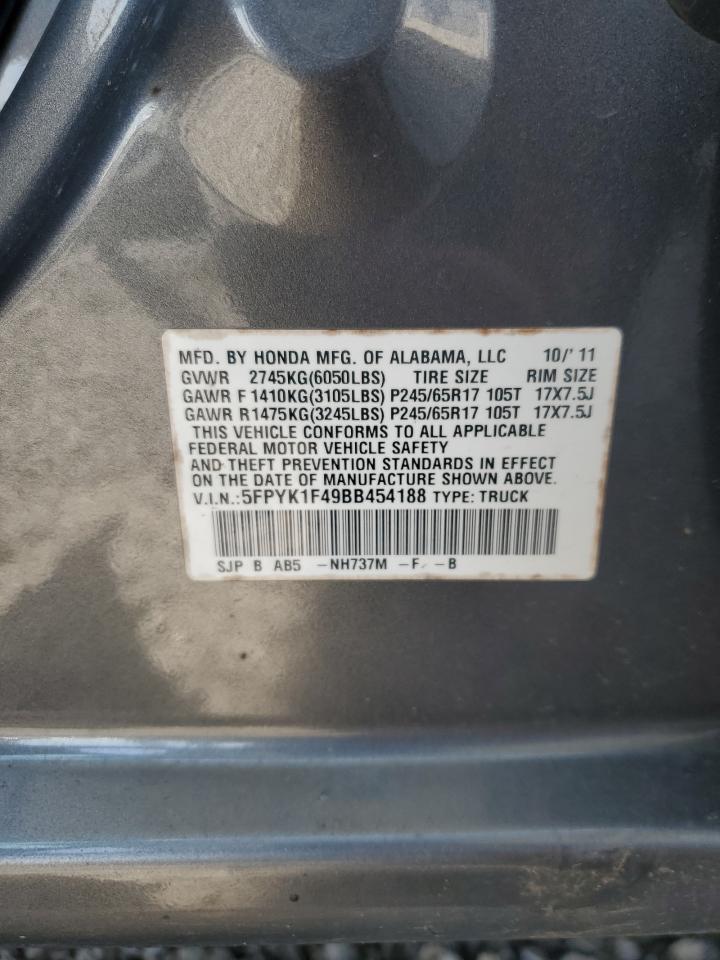 MFD. BY HONDA MFG. OF ALABAMA, LLC 10/'11
GVWR 2745KG(6050LBS) TIRE SIZE RIM SIZE
GAWR F 1410KG(3105LBS) P245/65R17 105T 17X7.5J
GAWR R1475KG(3245LBS) P245/65R17 105T 17X7.5J
THIS VEHICLE CONFORMS TO ALL APPLICABLE
FEDERAL MOTOR VEHICLE SAFETY
AND THEFT PREVENTION STANDARDS IN EFFECT
ON THE DATE OF MANUFACTURE SHOWN ABOVE.
V.I.N.:5FPYK1F49BB454188 TYPE: TRUCK
SJP B AB5 -NH737M -F. -B